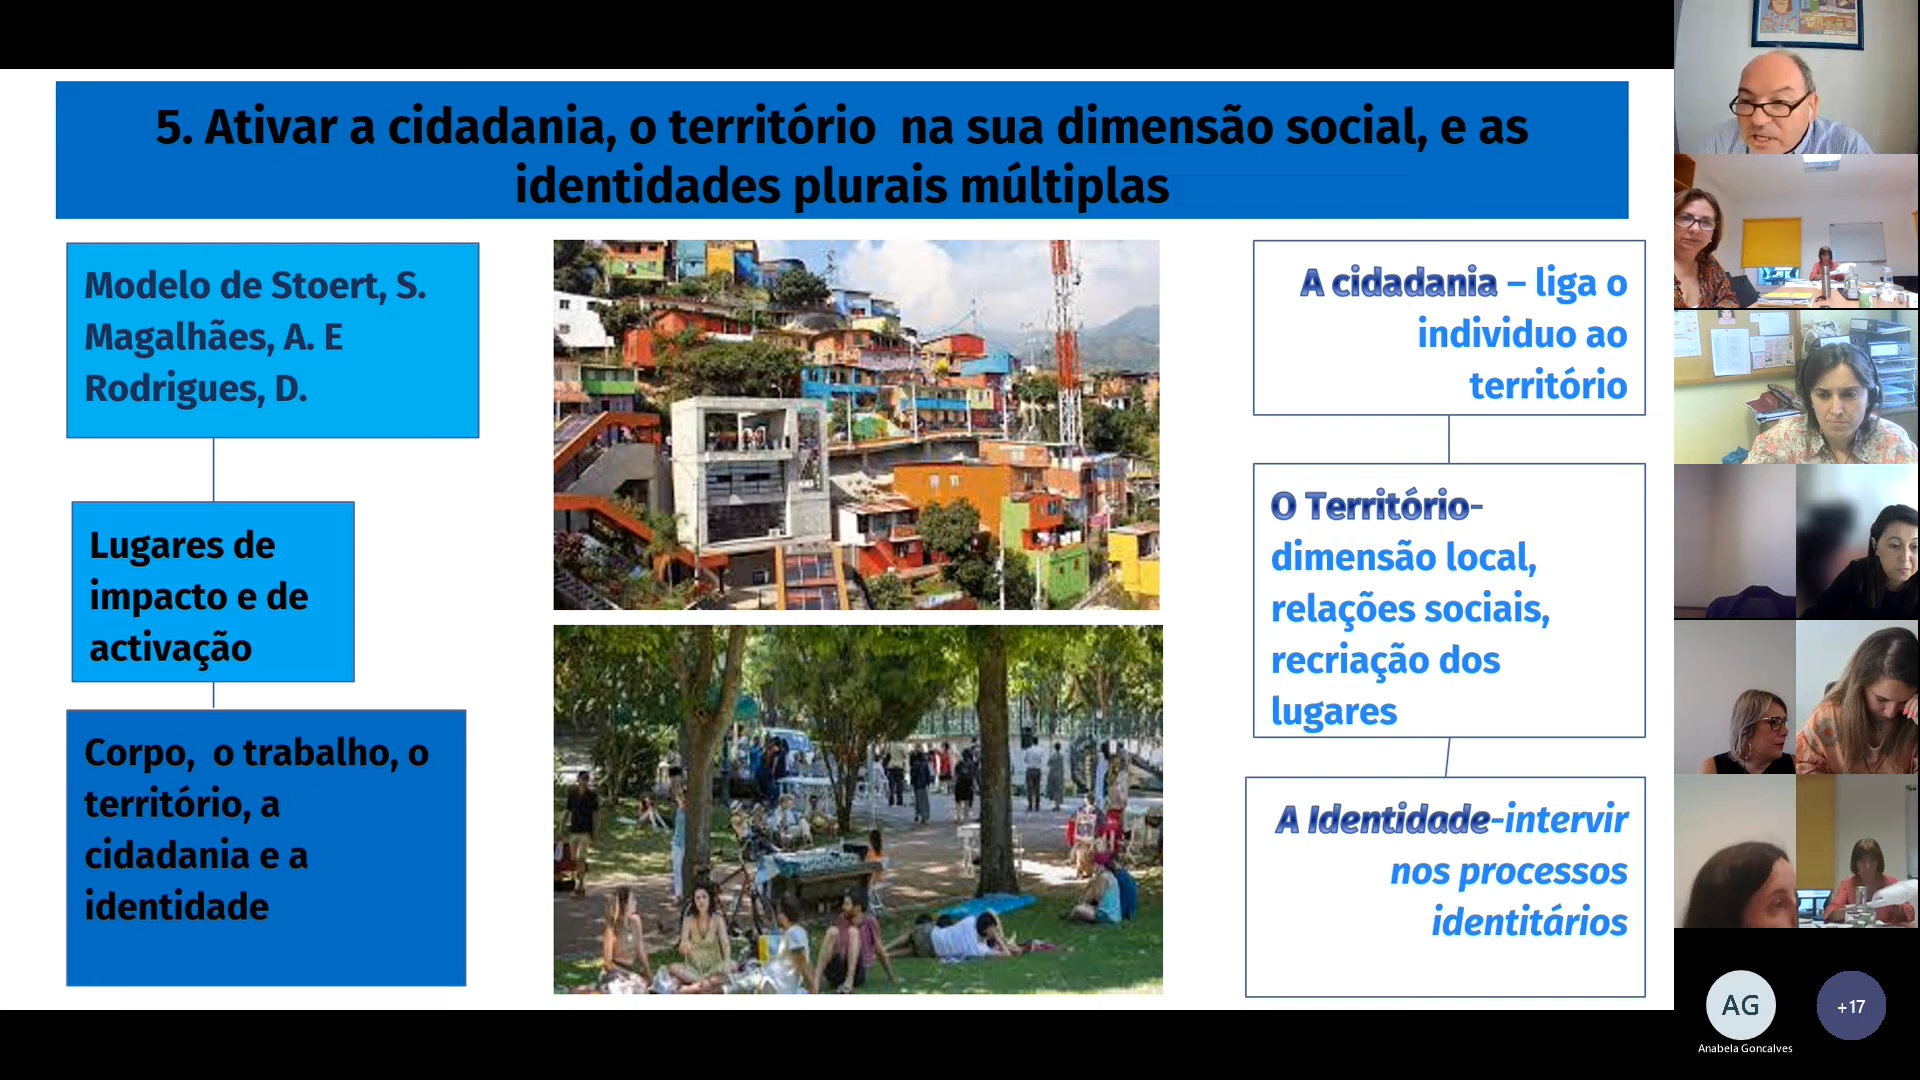 5. Ativar a cidadania, o território  na sua dimensão social, e as
identidades plurais múltiplas
Modelo de Stoert, S.
Magalhães, A. E
Rodrigues, D.
Lugares de
impacto e de
activação
Corpo,  o trabalho, o
território, a
cidadania e a
identidade
A cidadania – liga o
individuo ao
território
O Território-
dimensão local,
relações sociais,
recriação dos
lugares
A Identidade-intervir
nos processos
identitários
AG
+17
Anabela Goncalves